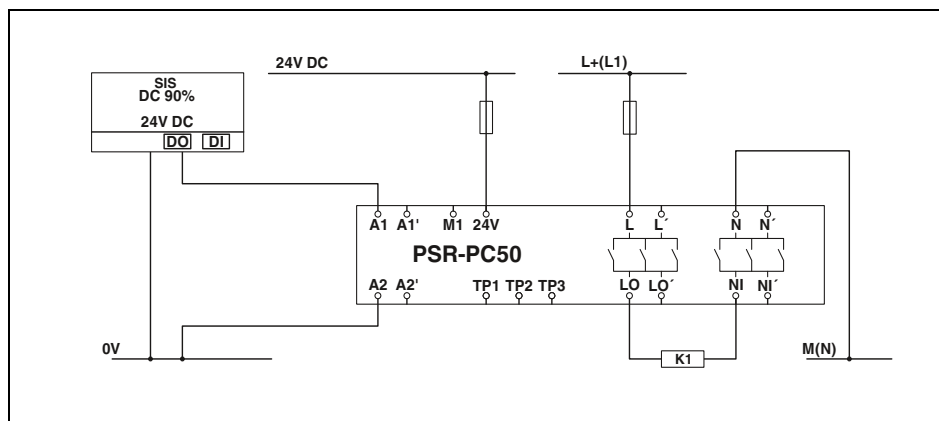 24V DC
L+(L1)
SIS
DC 90%
24V DC
DO DI
A1 A1' M1 24V L L´ N N´
PSR-PC50
A2 A2' TP1 TP2 TP3 LO LO´ NI NI´
0V
K1
M(N)